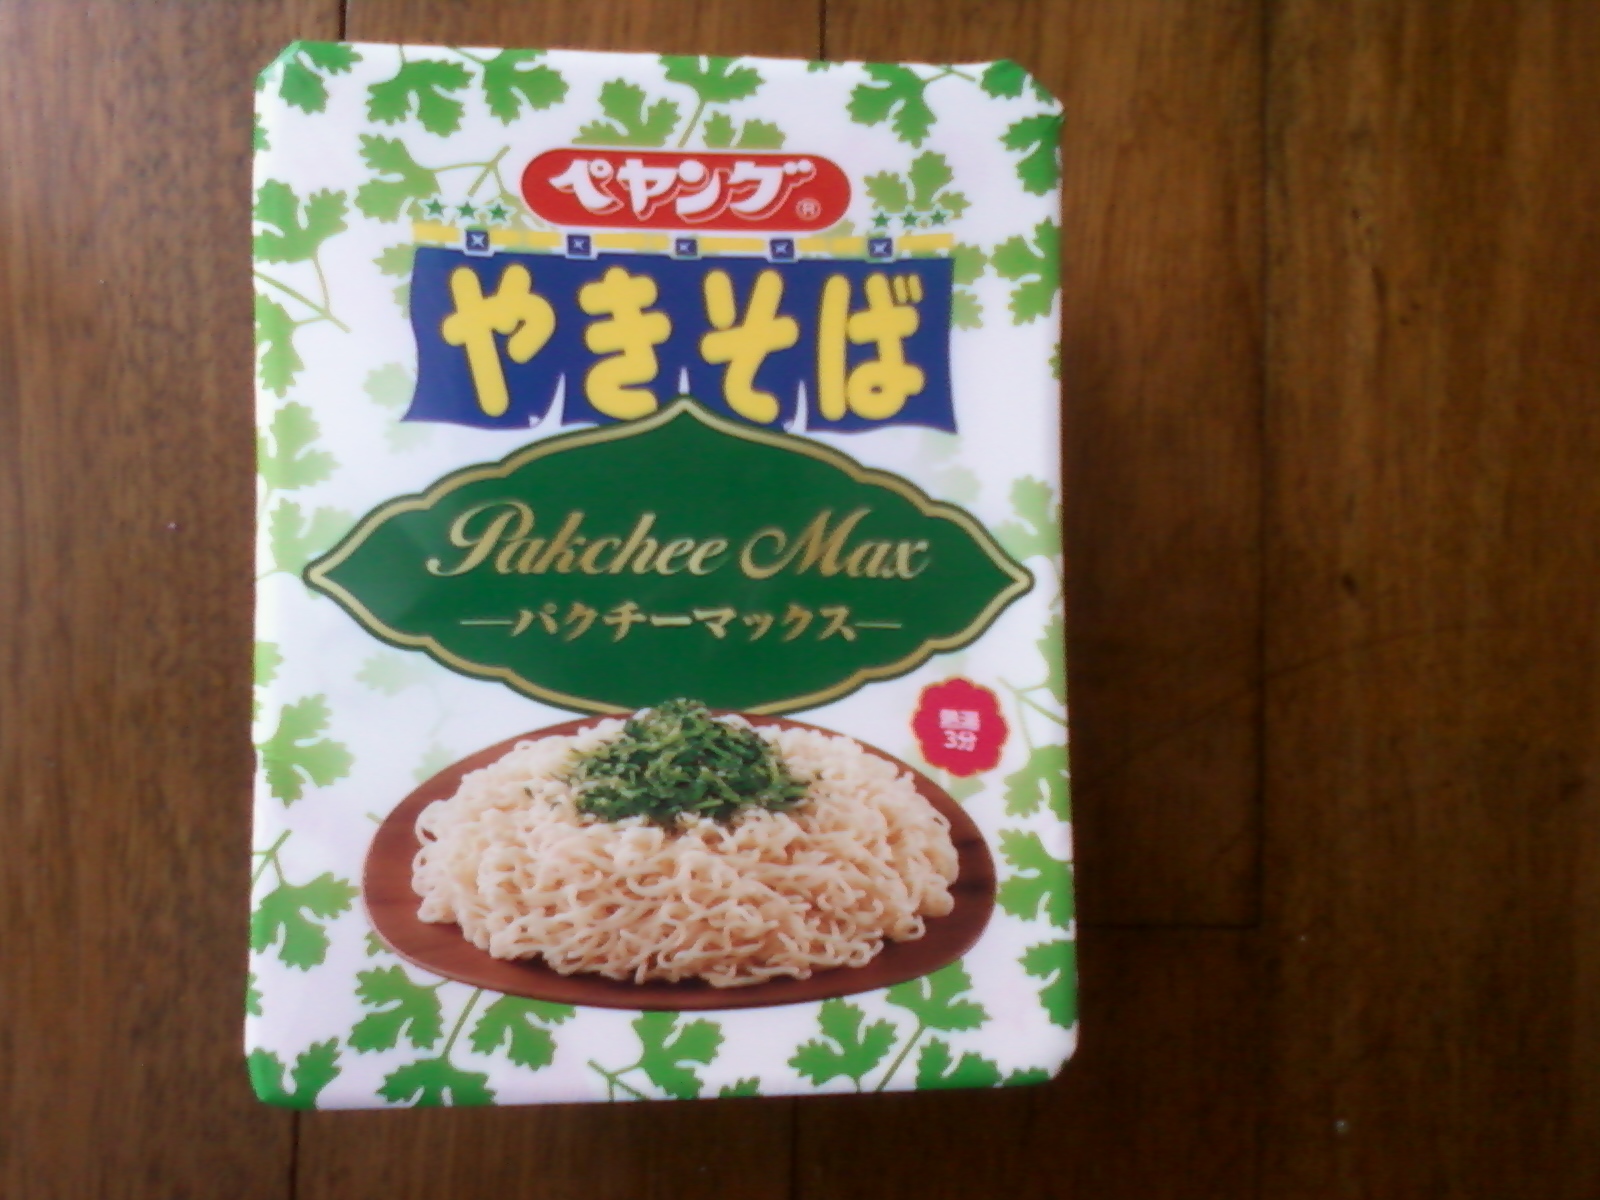 ペヤング®
やきそば
Pakchee Max
パクチーマックス
熱湯
3分